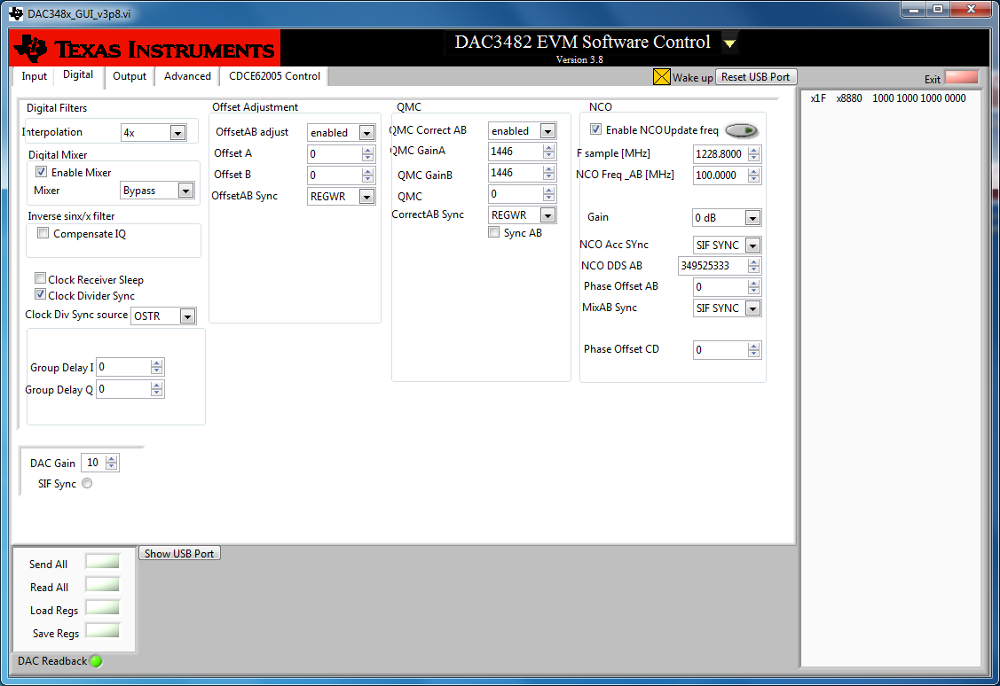 DAC348x_GUI_v3p8.vi
TEXAS INSTRUMENTS
DAC3482 EVM Software Control
Version 3.8
Input Digital Output Advanced CDCE62005 Control
Wake up Reset USB Port Exit
x1F x8880 1000 1000 1000 0000
Digital Filters
Interpolation 4x
Digital Mixer
Enable Mixer
Mixer Bypass
Inverse sinx/x filter
Compensate IQ
Clock Receiver Sleep
Clock Divider Sync
Clock Div Sync source OSTR
Group Delay I 0
Group Delay Q 0
Offset Adjustment
OffsetAB adjust enabled
Offset A 0
Offset B 0
OffsetAB Sync REGWR
QMC
QMC Correct AB enabled
QMC GainA 1446
QMC GainB 1446
QMC 0
CorrectAB Sync REGWR
Sync AB
NCO
Enable NCO Update freq
F sample [MHz] 1228.8000
NCO Freq _AB [MHz] 100.0000
Gain 0 dB
NCO Acc SYnc SIF SYNC
NCO DDS AB 349525333
Phase Offset AB 0
MixAB Sync SIF SYNC
Phase Offset CD 0
DAC Gain 10
SIF Sync
Show USB Port
Send All
Read All
Load Regs
Save Regs
DAC Readback